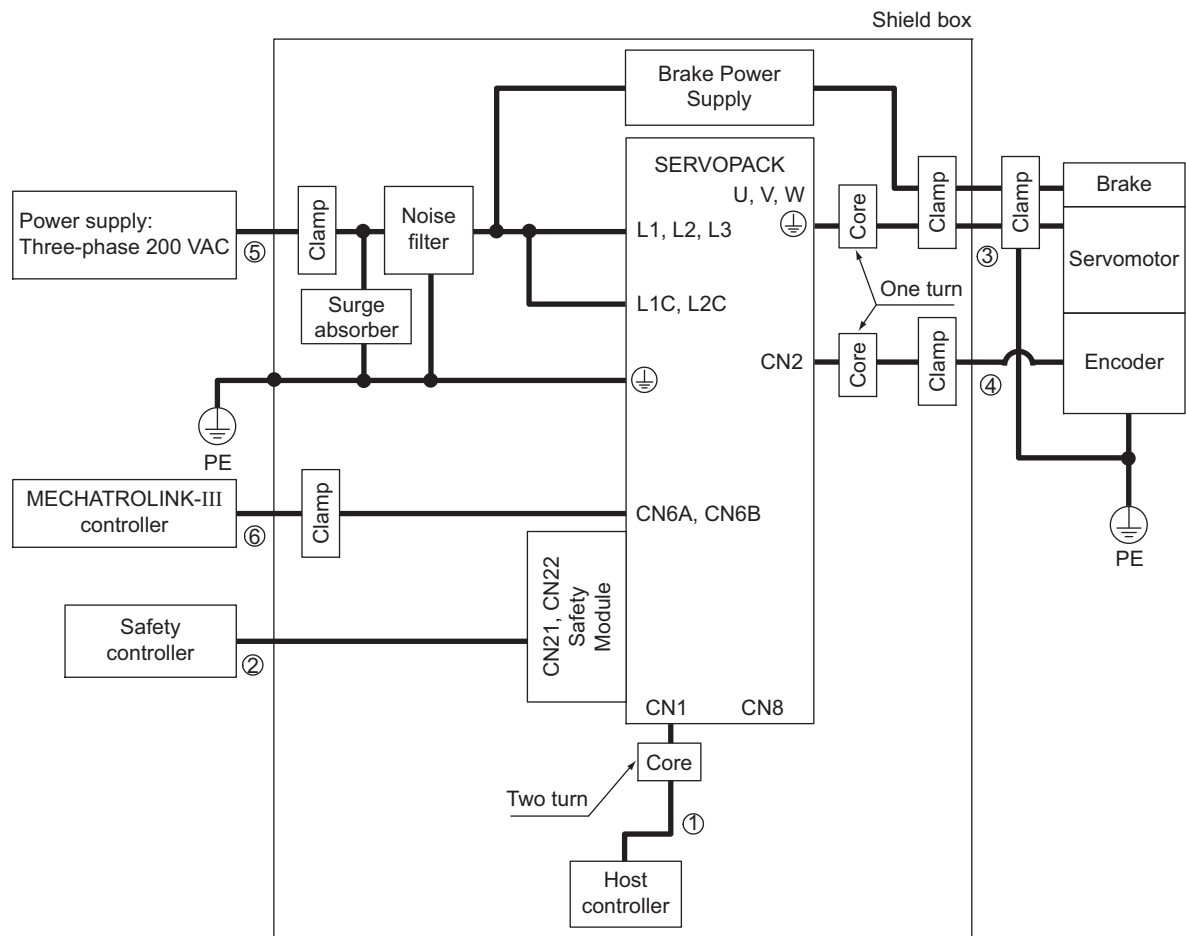 Shield box
Brake Power
Supply
SERVOPACK
U, V, W
Clamp
Clamp
Brake
Power supply:
Three-phase 200 VAC
⑤
Clamp
Noise
filter
L1, L2, L3
Core
③
Servomotor
Surge
absorber
L1C, L2C
One turn
CN2
Core
Clamp
④
Encoder
PE
MECHATROLINK-III
controller
⑥
Clamp
CN6A, CN6B
PE
CN21, CN22
Safety
Module
Safety
controller
②
CN1
CN8
Core
Two turn
①
Host
controller